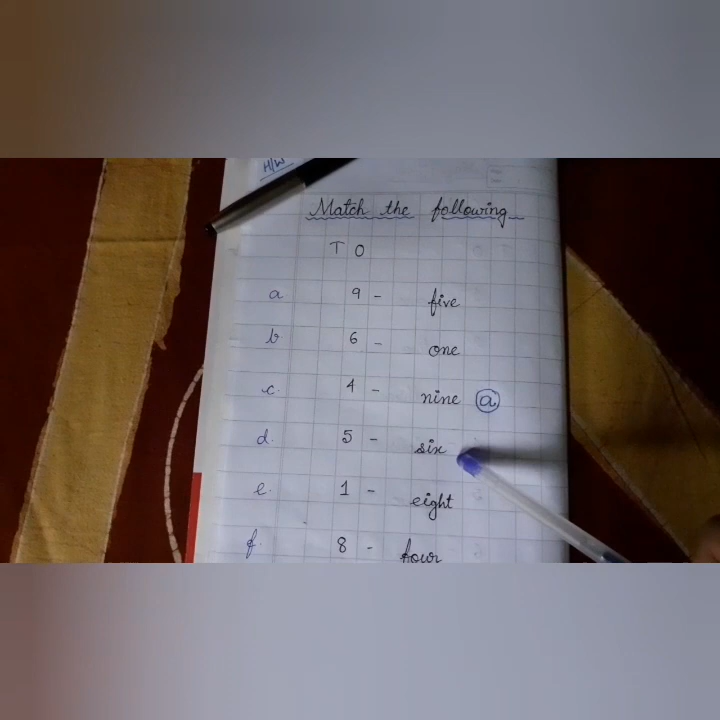 H/W
Match the following
T O
a 9 - five
b 6 - one
c. 4 - nine a
d. 5 - six
e. 1 - eight
f. 8 - four